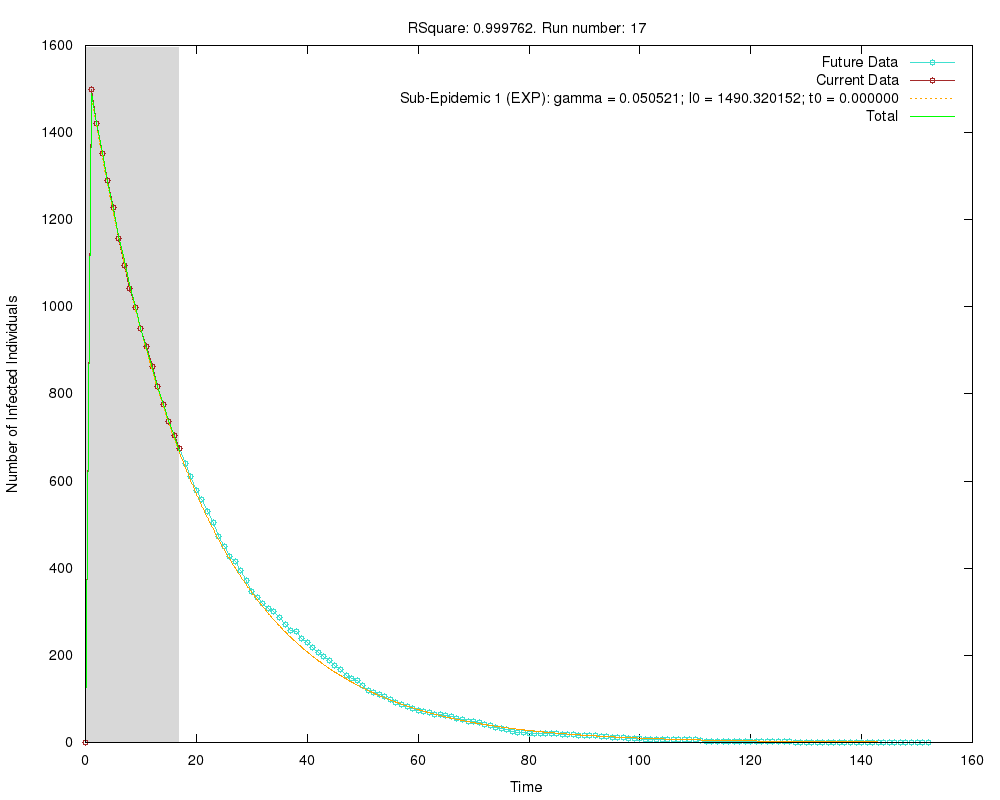 RSquare: 0.999762. Run number: 17
1600
1400
1200
1000
800
600
400
200
0
Number of Infected Individuals
Future Data
Current Data
Sub-Epidemic 1 (EXP): gamma = 0.050521; I0 = 1490.320152; t0 = 0.000000
Total
0 20 40 60 80 100 120 140 160
Time